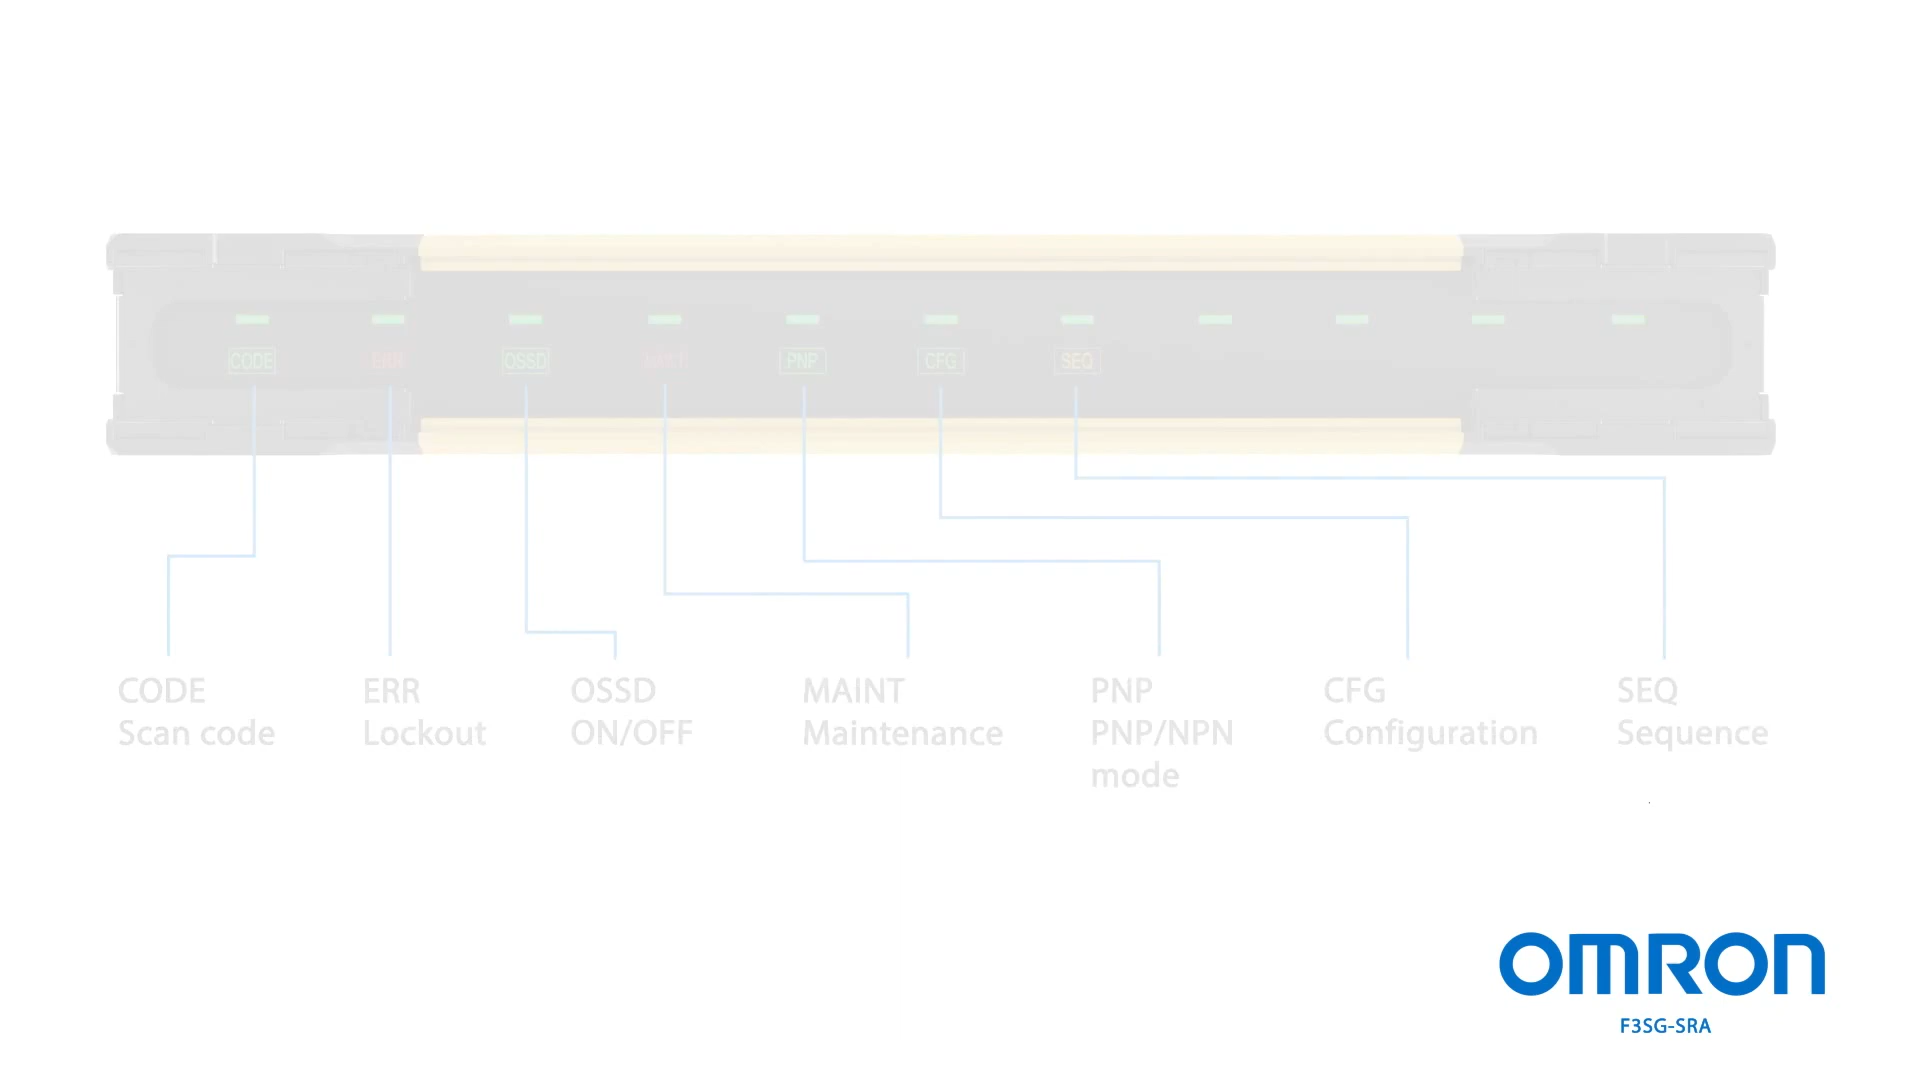 CODE ERR OSSD MAINT PNP CFG SEQ
CODE
Scan code
ERR
Lockout
OSSD
ON/OFF
MAINT
Maintenance
PNP
PNP/NPN
mode
CFG
Configuration
SEQ
Sequence
OMRON
F3SG-SRA